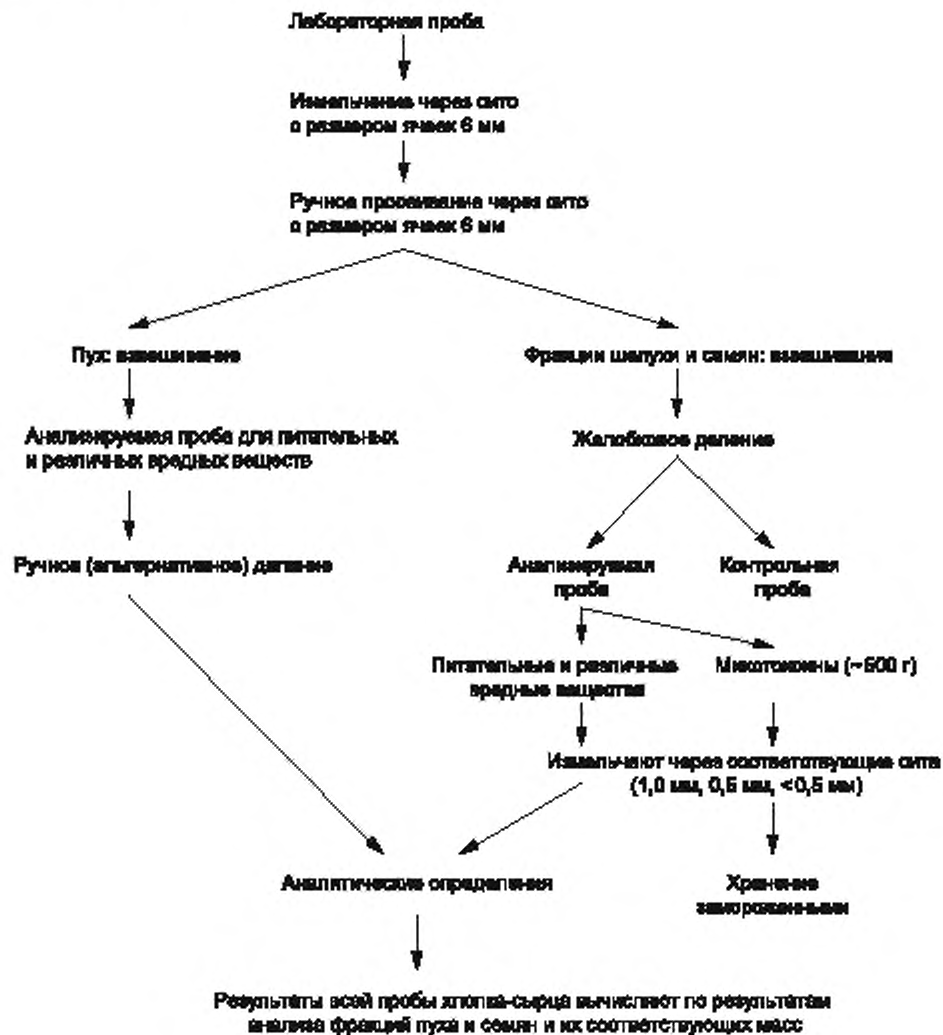 Лабораторная проба
Измельчение через сито
с размером ячеек 6 мм
Ручное просеивание через сито
с размером ячеек 6 мм
Пух: взвешивание
Фракции шелухи и семян: взвешивание
Анализируемая проба для питательных
и различных вредных веществ
Желобковое деление
Ручное (альтернативное) деление
Анализируемая
проба
Контрольная
проба
Питательные и различные
вредные вещества
Микотоксины (~500 г)
Измельчают через соответствующие сита
(1,0 мм, 0,5 мм, <0,5 мм)
Аналитические определения
Хранение
замороженными
Результаты всей пробы хлопка-сырца вычисляют по результатам
анализа фракций пуха и семян и их соответствующих масс